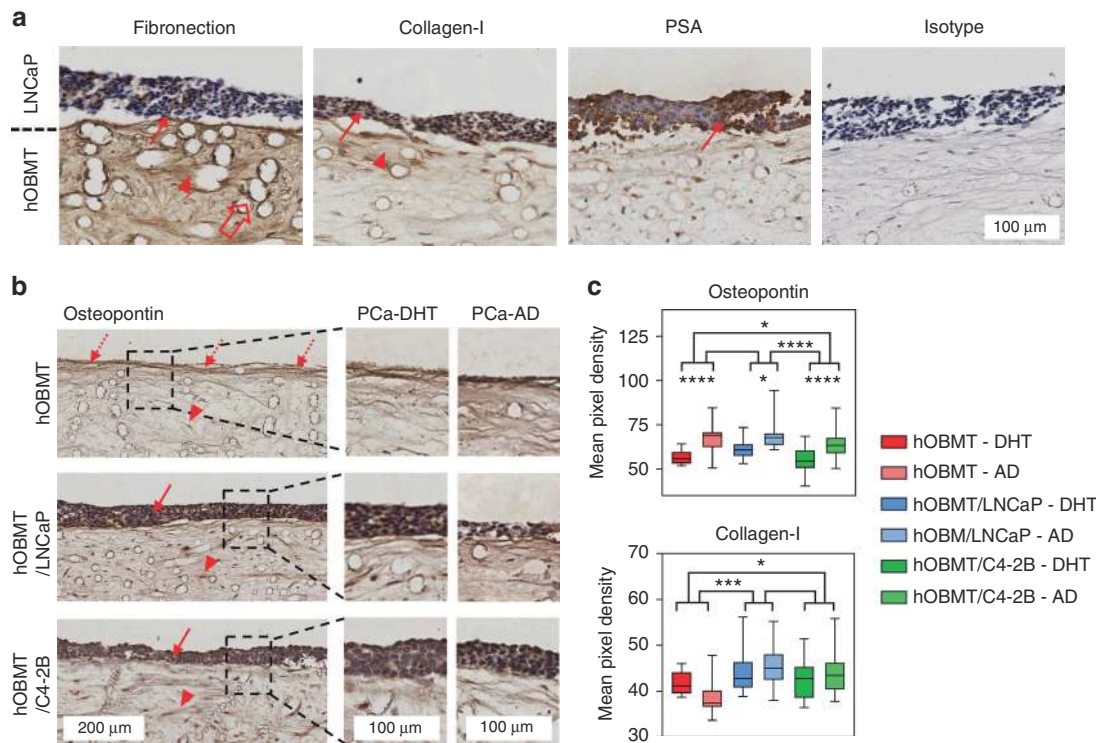 a
Fibronection
Collagen-I
PSA
Isotype
LNCaP
hOBMT
100 μm
b
Osteopontin
PCa-DHT
PCa-AD
hOBMT
hOBMT
/LNCaP
hOBMT
/C4-2B
200 μm
100 μm
100 μm
c
Osteopontin
Mean pixel density
125
100
75
50
*
****
****
*
****
Collagen-I
Mean pixel density
70
60
50
40
30
*
***
hOBMT - DHT
hOBMT - AD
hOBMT/LNCaP - DHT
hOBM/LNCaP - AD
hOBMT/C4-2B - DHT
hOBMT/C4-2B - AD